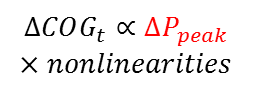 ΔCOG_t ∝ ΔP_peak
× nonlinearities